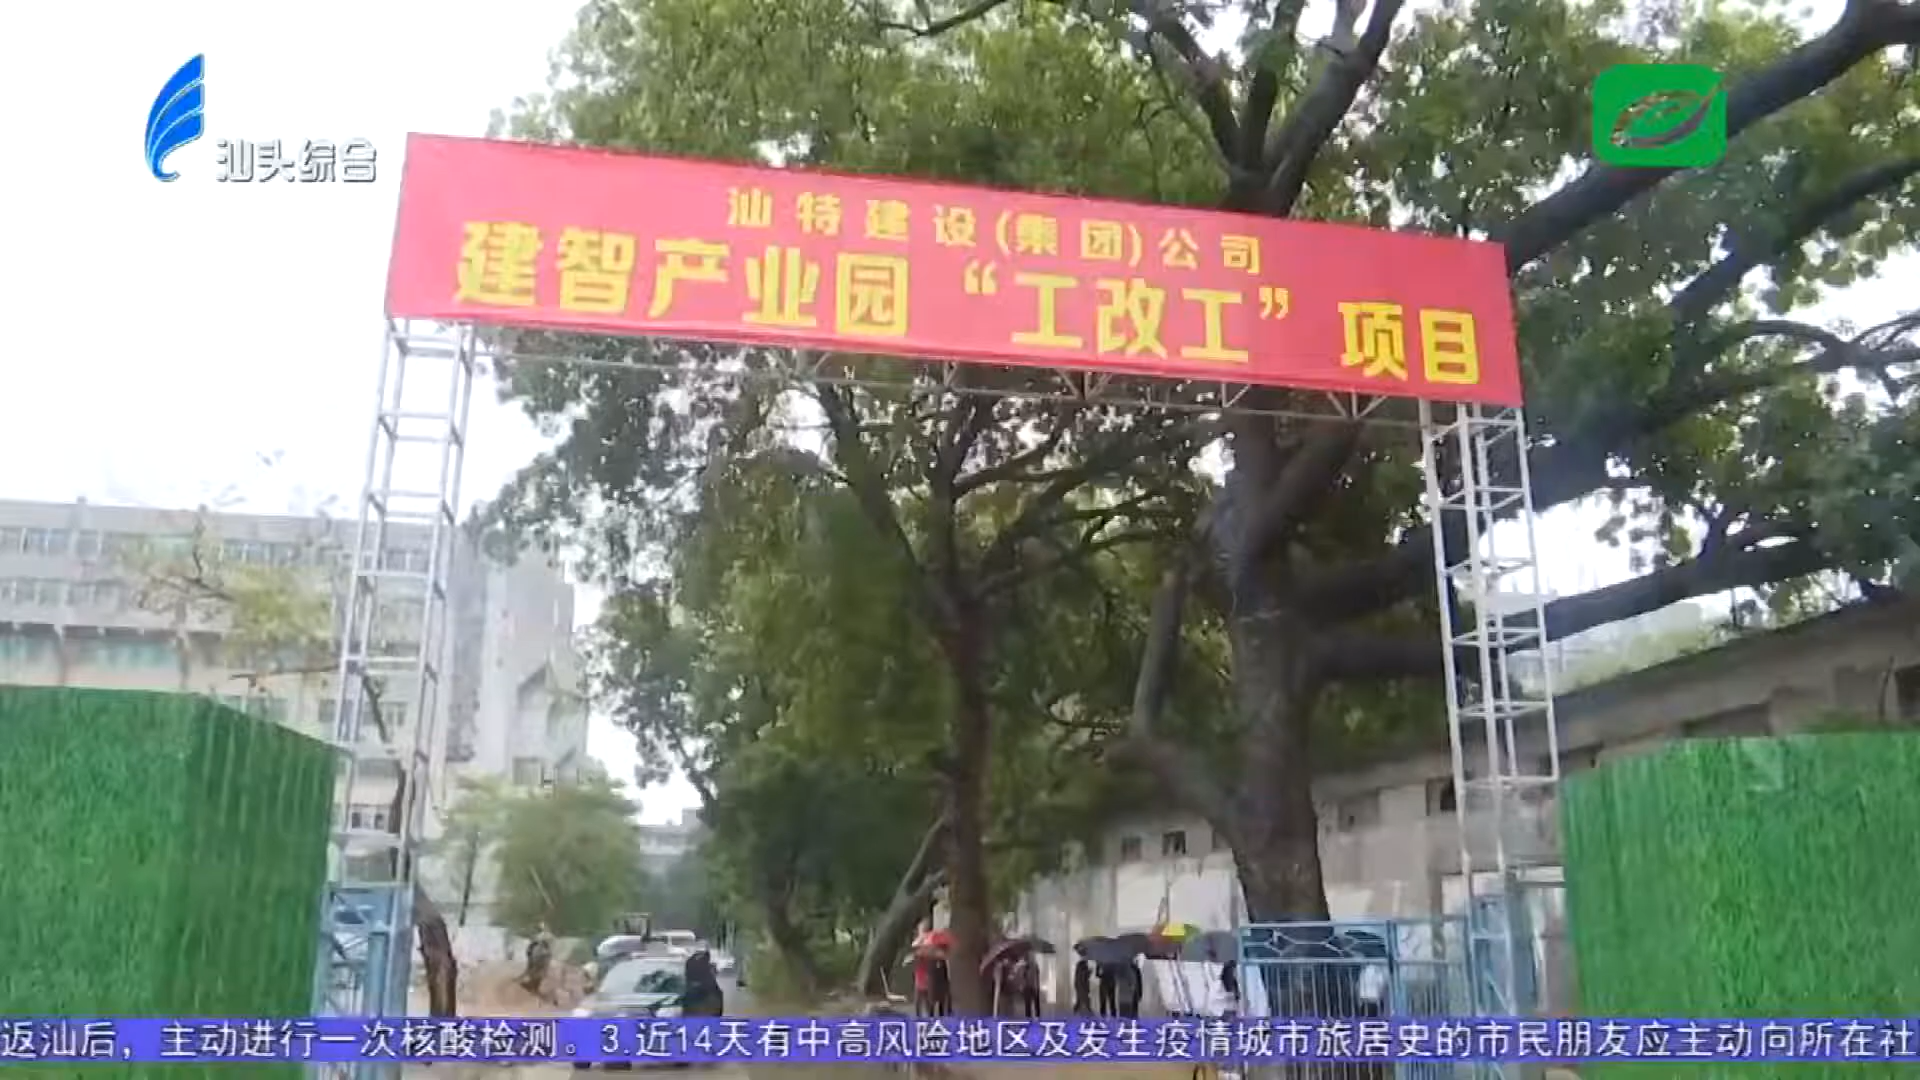 汕头综合
汕特建设(集团)公司
建智产业园“工改工”项目
返汕后，主动进行一次核酸检测。3.近14天有中高风险地区及发生疫情城市旅居史的市民朋友应主动向所在社